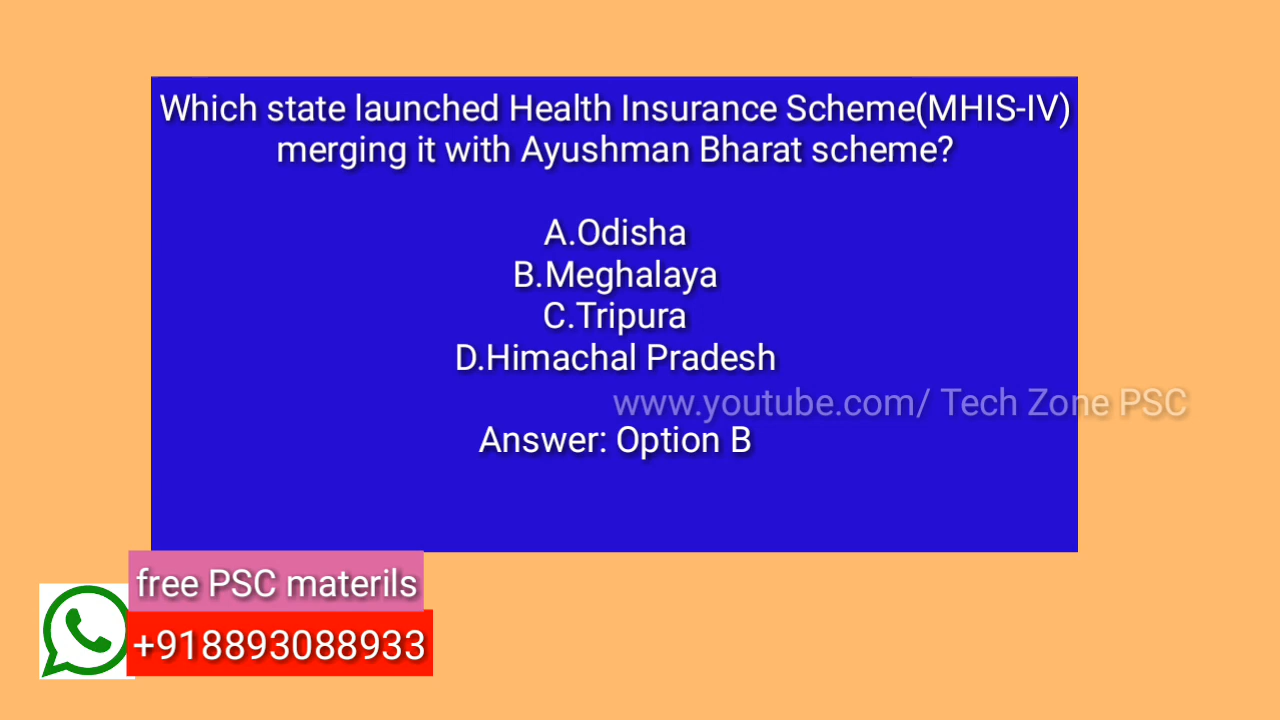 Which state launched Health Insurance Scheme(MHIS-IV)
merging it with Ayushman Bharat scheme?
A.Odisha
B.Meghalaya
C.Tripura
D.Himachal Pradesh
www.youtube.com/ Tech Zone PSC
Answer: Option B
free PSC materils
+918893088933